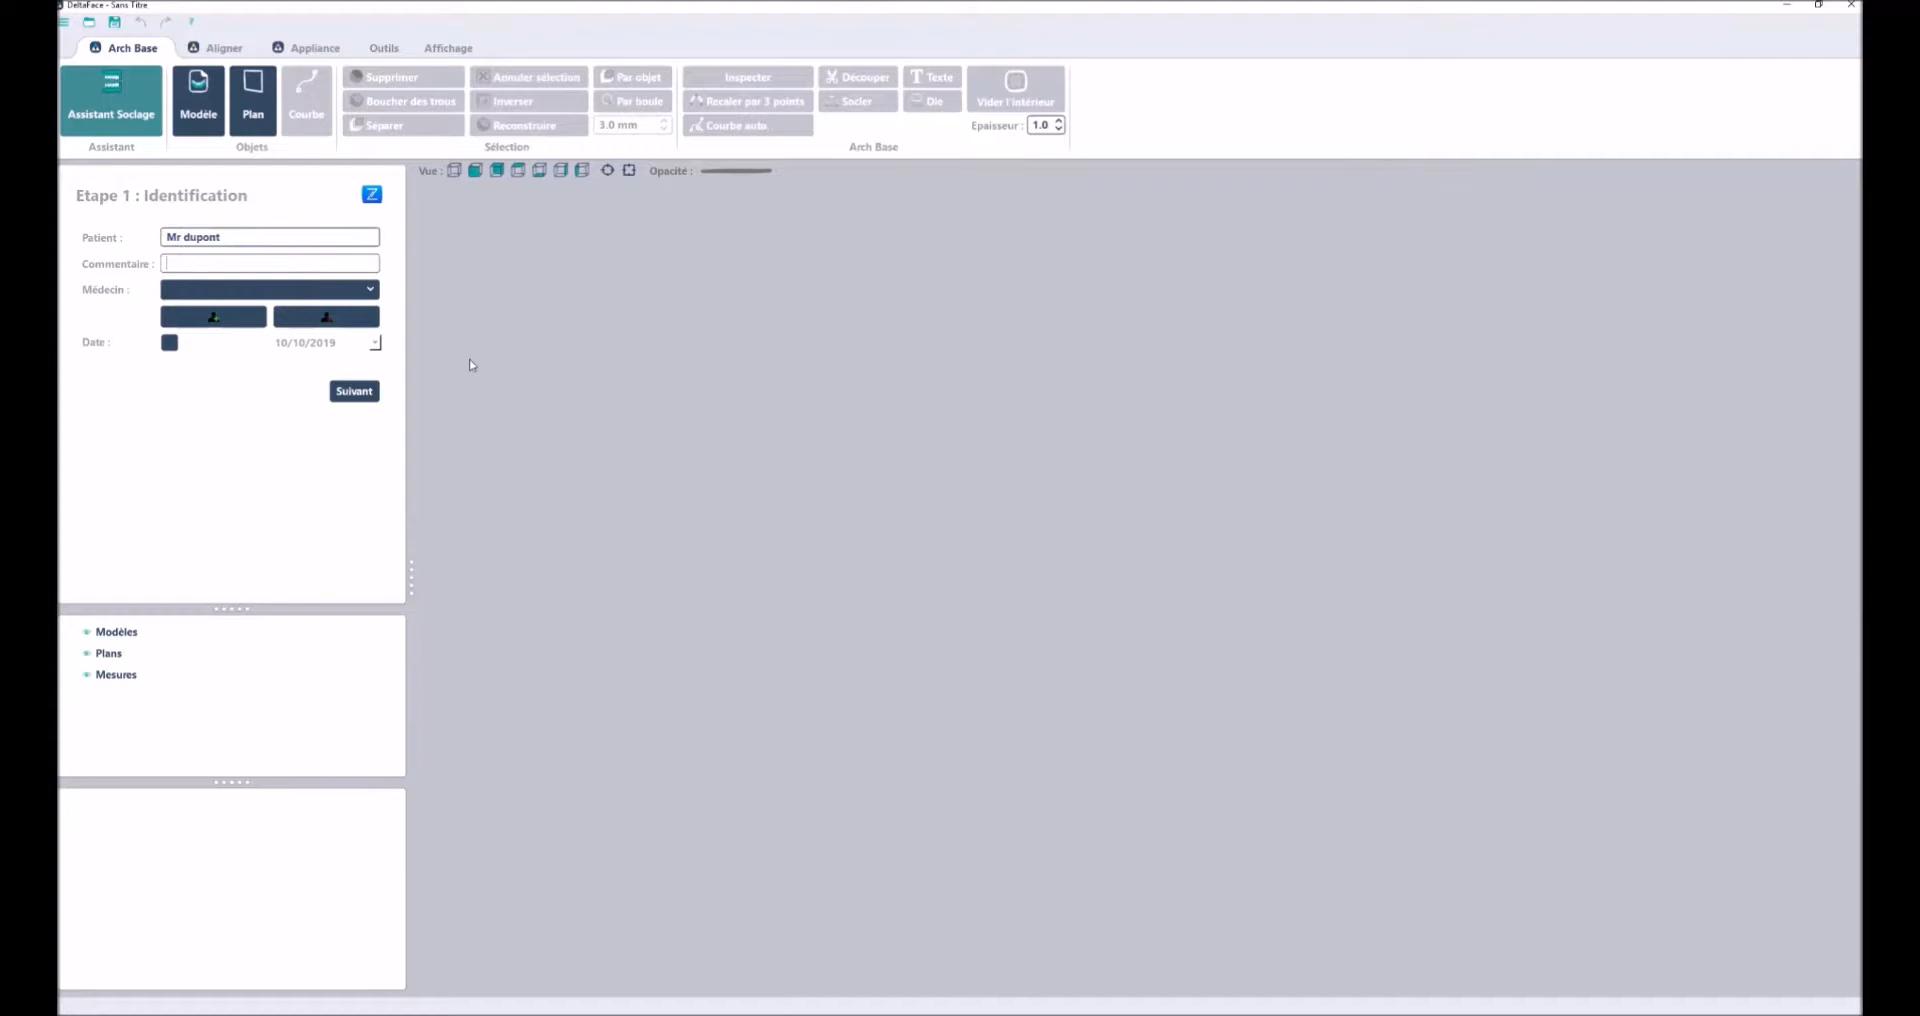 DeltaFace - Sans Titre
Arch Base
Aligner
Appliance
Outils
Affichage
Assistant Soclage
Modèle
Plan
Courbe
Supprimer
Boucher des trous
Séparer
Annuler sélection
Inverser
Reconstruire
Par objet
Par boule
3.0 mm
Inspecter
Recaler par 3 points
Courbe auto
Découper
Socler
Texte
Die
Vider l'intérieur
Epaisseur : 1.0
Assistant
Objets
Sélection
Arch Base
Vue :
Opacité :
Etape 1 : Identification
Z
Patient : Mr dupont
Commentaire :
Médecin :
Date : 10/10/2019
Suivant
Modèles
Plans
Mesures